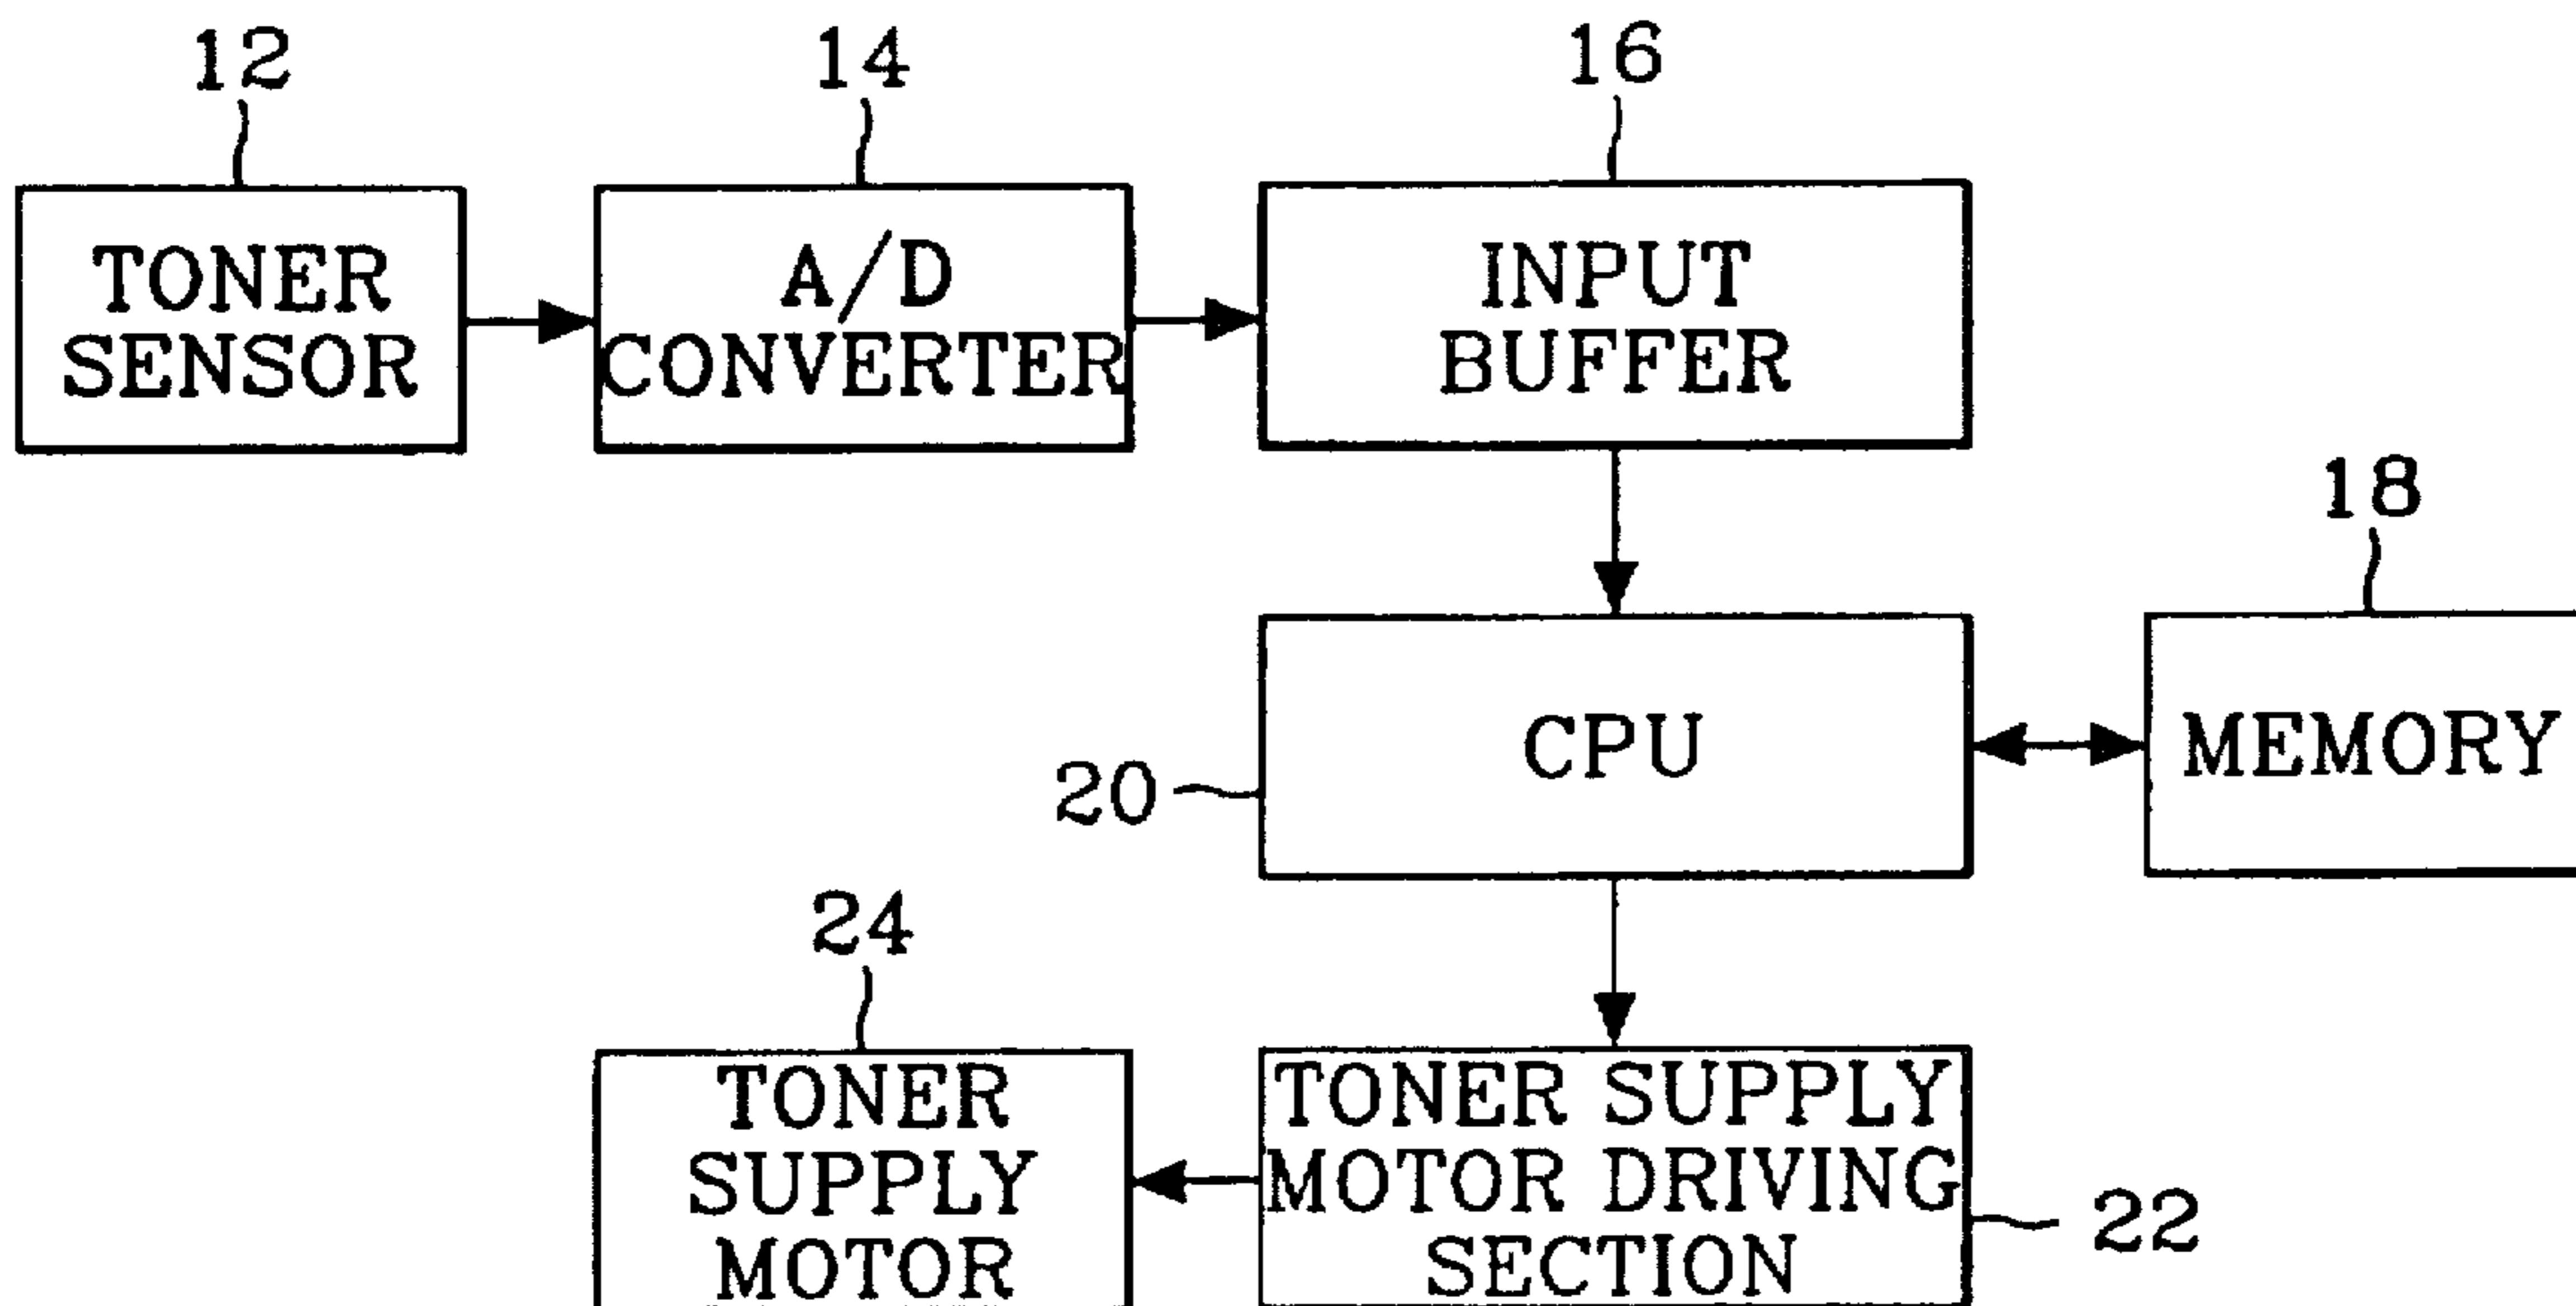 12
14
16
TONER
SENSOR
A/D
CONVERTER
INPUT
BUFFER
18
CPU
MEMORY
20
24
TONER
SUPPLY
MOTOR
TONER SUPPLY
MOTOR DRIVING
SECTION
22